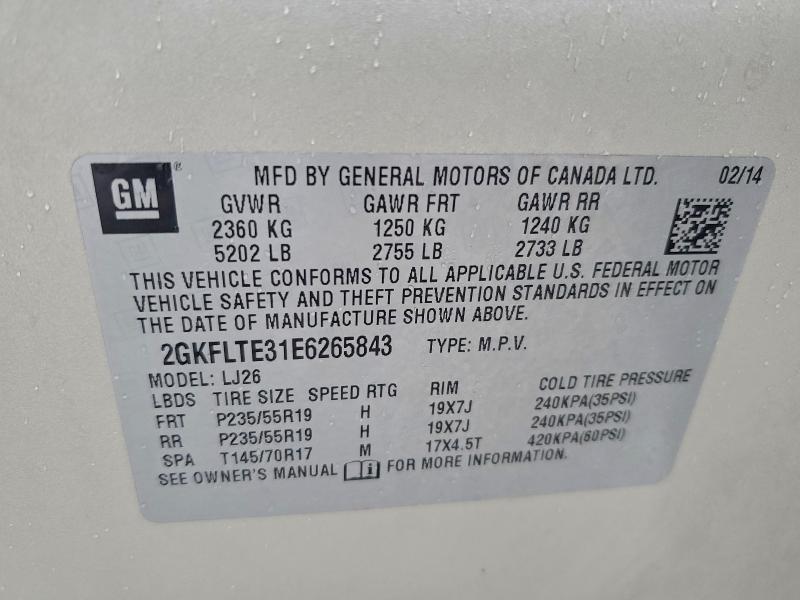 GM®
MFD BY GENERAL MOTORS OF CANADA LTD. 02/14
GVWR GAWR FRT GAWR RR
2360 KG 1250 KG 1240 KG
5202 LB 2755 LB 2733 LB
THIS VEHICLE CONFORMS TO ALL APPLICABLE U.S. FEDERAL MOTOR
VEHICLE SAFETY AND THEFT PREVENTION STANDARDS IN EFFECT ON
THE DATE OF MANUFACTURE SHOWN ABOVE.
2GKFLTE31E6265843 TYPE: M.P.V.
MODEL: LJ26
LBDS TIRE SIZE SPEED RTG RIM COLD TIRE PRESSURE
FRT P235/55R19 H 19X7J 240KPA(35PSI)
RR P235/55R19 H 19X7J 240KPA(35PSI)
SPA T145/70R17 M 17X4.5T 420KPA(60PSI)
SEE OWNER'S MANUAL i FOR MORE INFORMATION.